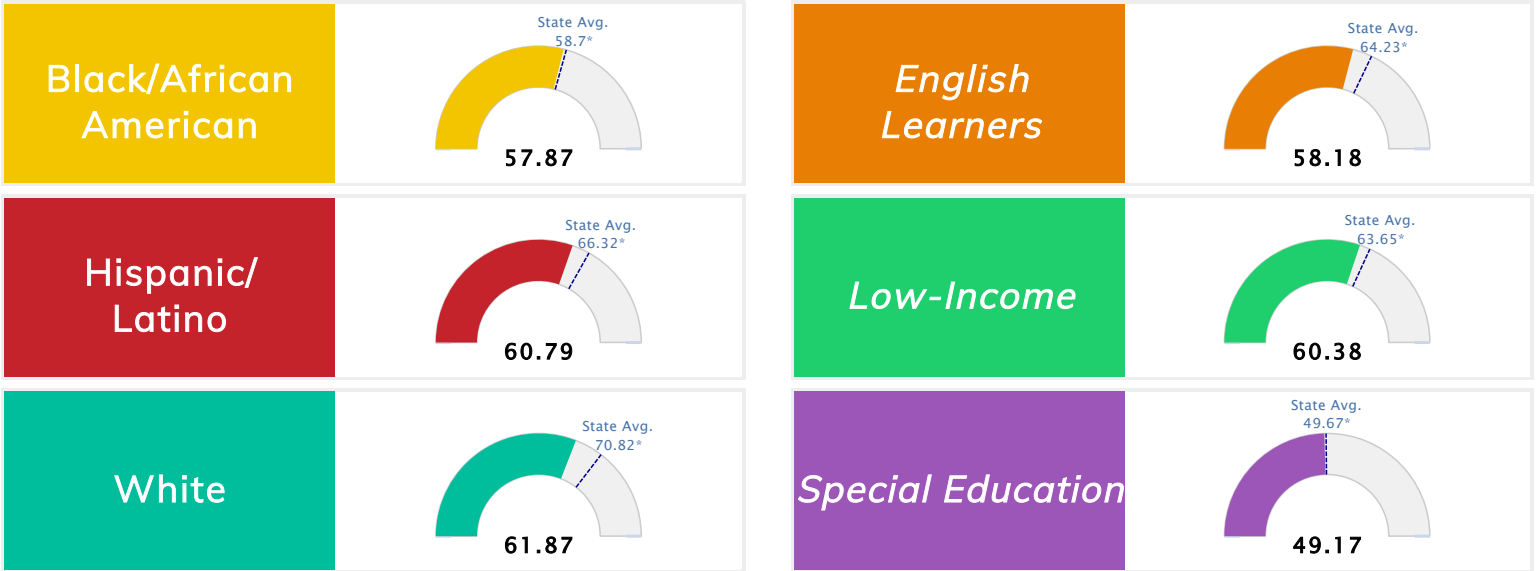 Black/African
American
State Avg.
58.7*
57.87
English
Learners
State Avg.
64.23*
58.18
Hispanic/
Latino
State Avg.
66.32*
60.79
Low-Income
State Avg.
63.65*
60.38
White
State Avg.
70.82*
61.87
Special Education
State Avg.
49.67*
49.17